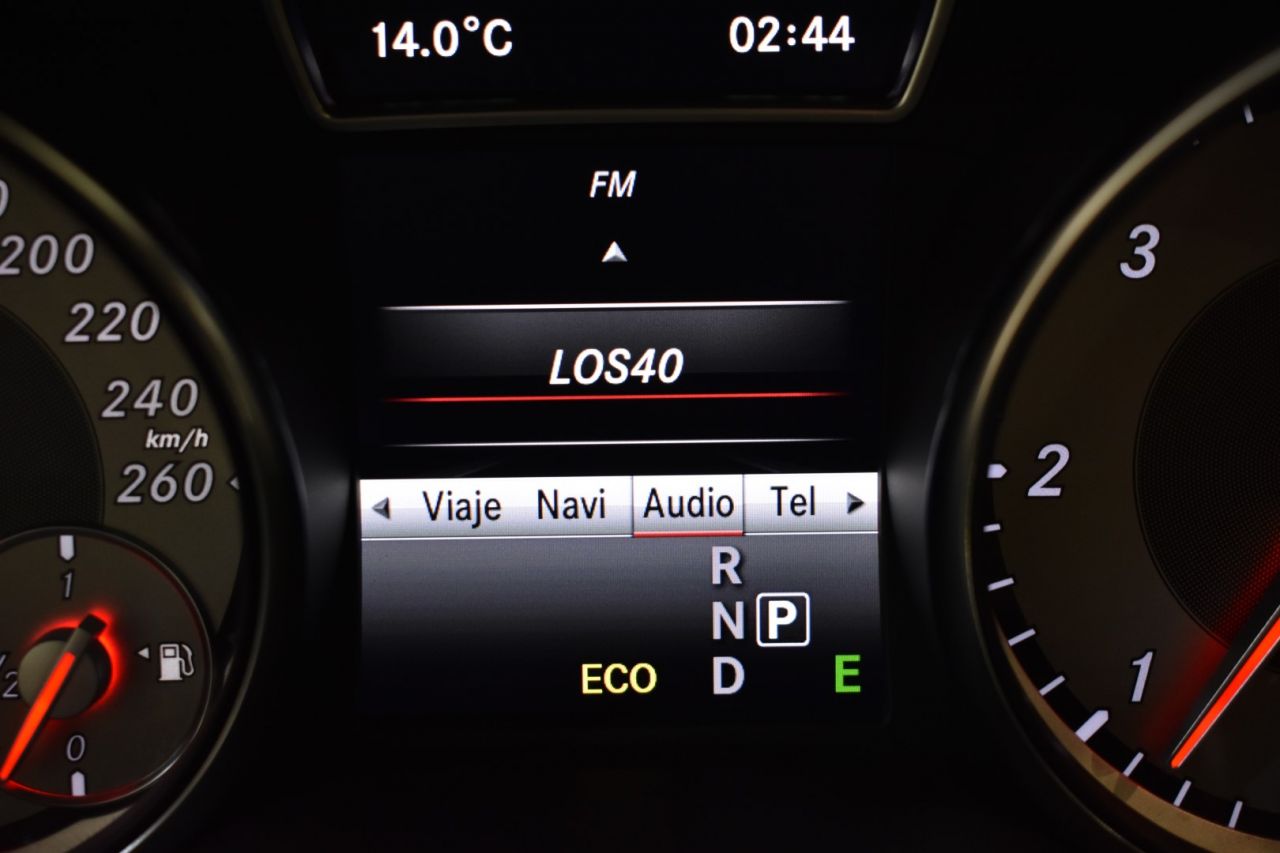 14.0°C 02:44
FM
LOS40
Viaje Navi Audio Tel
R
N P
ECO D E
200
220
240
km/h
260
1
0
3
2
1